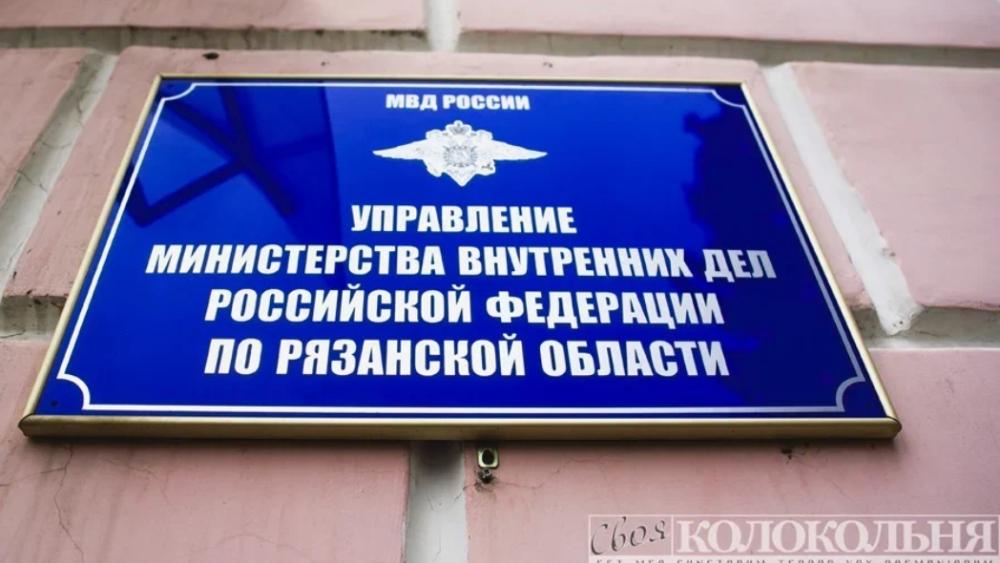 МВД РОССИИ
УПРАВЛЕНИЕ
МИНИСТЕРСТВА ВНУТРЕННИХ ДЕЛ
РОССИЙСКОЙ ФЕДЕРАЦИИ
ПО РЯЗАНСКОЙ ОБЛАСТИ
Своя КОЛОКОЛЬНЯ